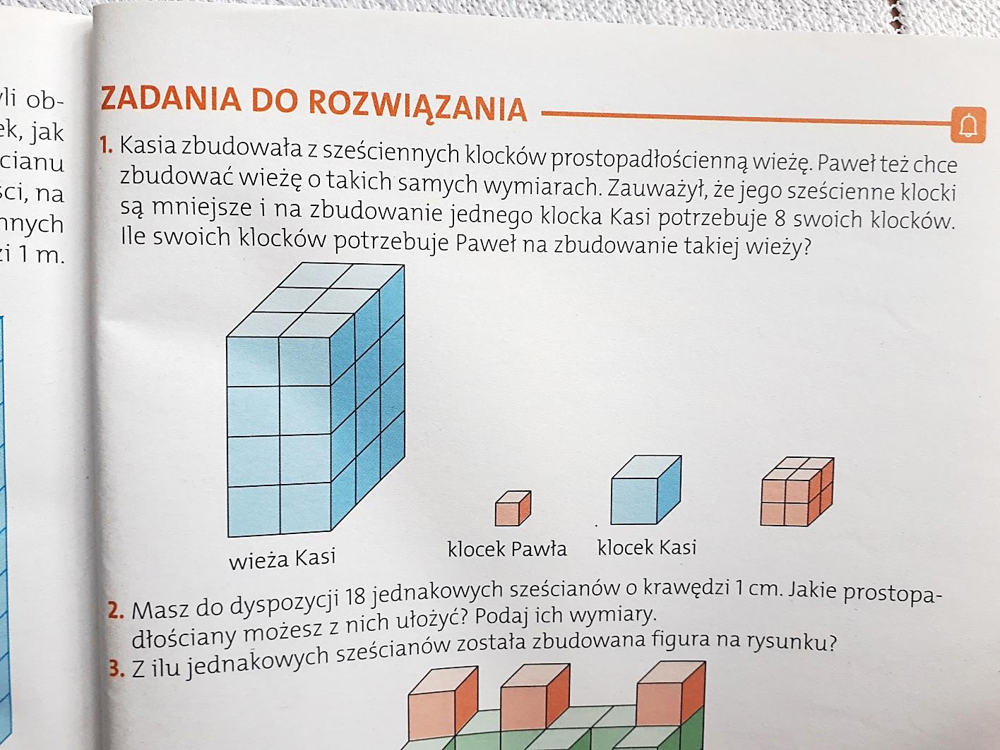 yli ob-
ek, jak
cianu
ści, na
nnych
zi 1 m.
ZADANIA DO ROZWIĄZANIA
1. Kasia zbudowała z sześciennych klocków prostopadłościenną wieżę. Paweł też chce
zbudować wieżę o takich samych wymiarach. Zauważył, że jego sześcienne klocki
są mniejsze i na zbudowanie jednego klocka Kasi potrzebuje 8 swoich klocków.
Ile swoich klocków potrzebuje Paweł na zbudowanie takiej wieży?
wieża Kasi
klocek Pawła
klocek Kasi
2. Masz do dyspozycji 18 jednakowych sześcianów o krawędzi 1 cm. Jakie prostopa-
dłościany możesz z nich ułożyć? Podaj ich wymiary.
3. Z ilu jednakowych sześcianów została zbudowana figura na rysunku?